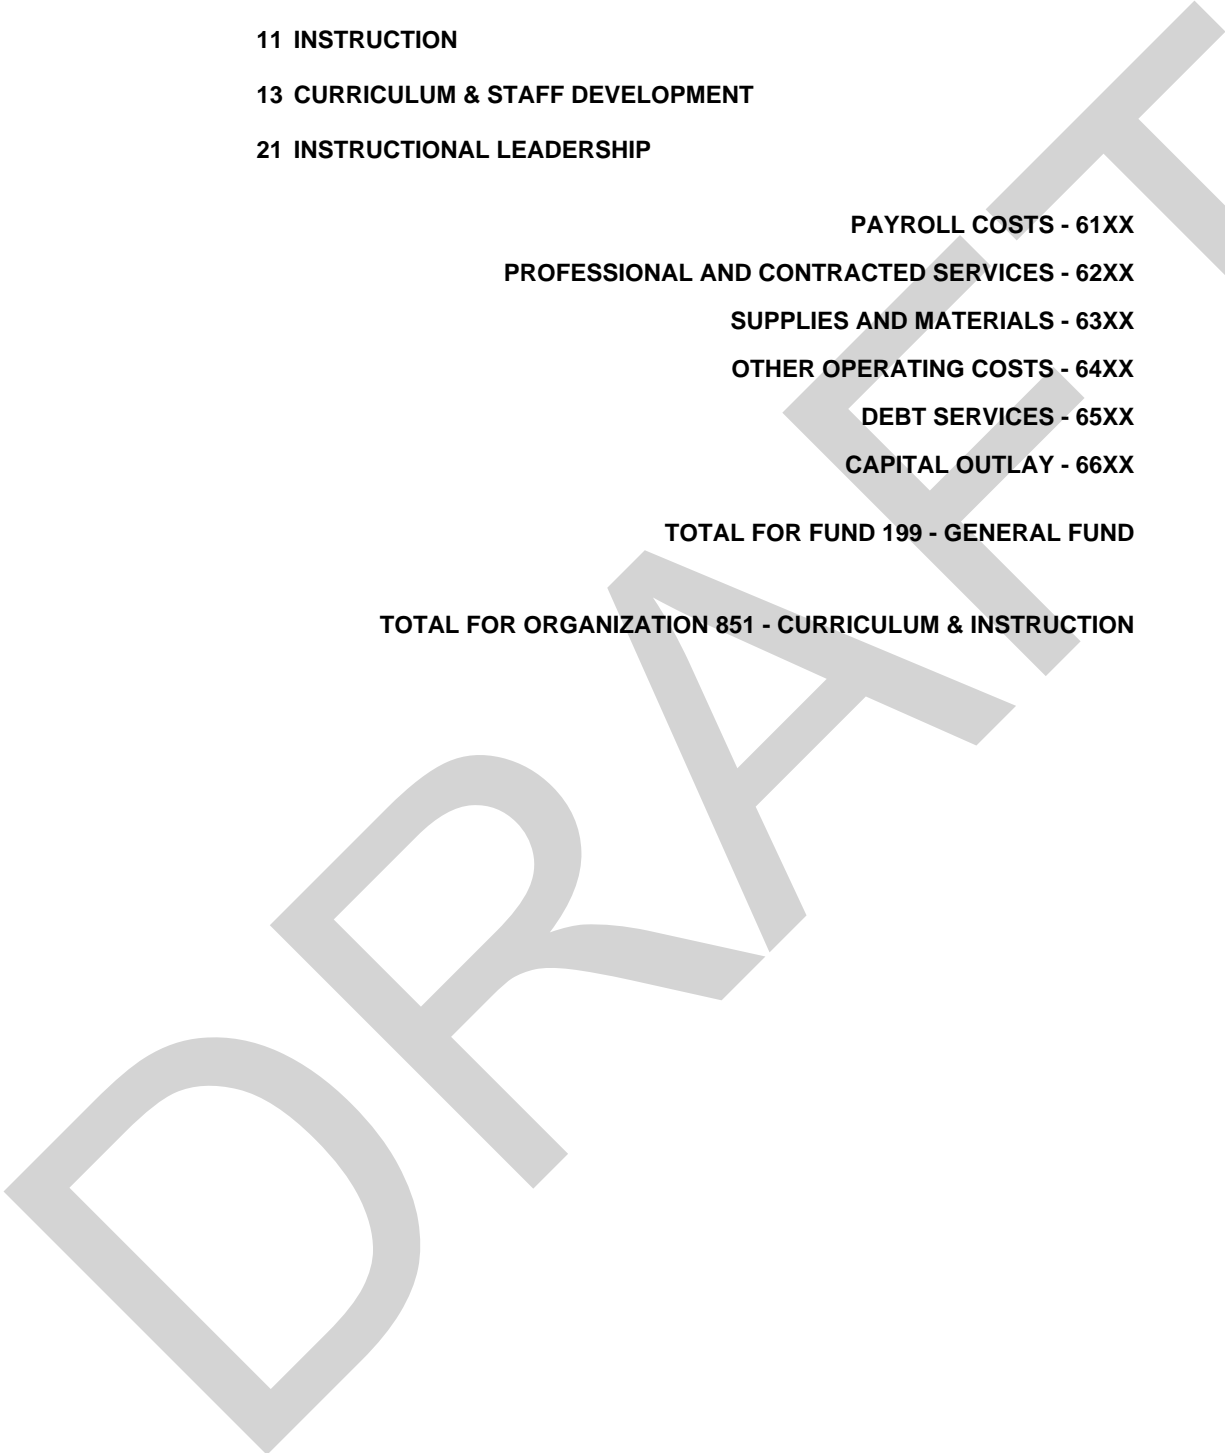 11 INSTRUCTION
13 CURRICULUM & STAFF DEVELOPMENT
21 INSTRUCTIONAL LEADERSHIP
PAYROLL COSTS - 61XX
PROFESSIONAL AND CONTRACTED SERVICES - 62XX
SUPPLIES AND MATERIALS - 63XX
OTHER OPERATING COSTS - 64XX
DEBT SERVICES - 65XX
CAPITAL OUTLAY - 66XX
TOTAL FOR FUND 199 - GENERAL FUND
TOTAL FOR ORGANIZATION 851 - CURRICULUM & INSTRUCTION
DRAFT